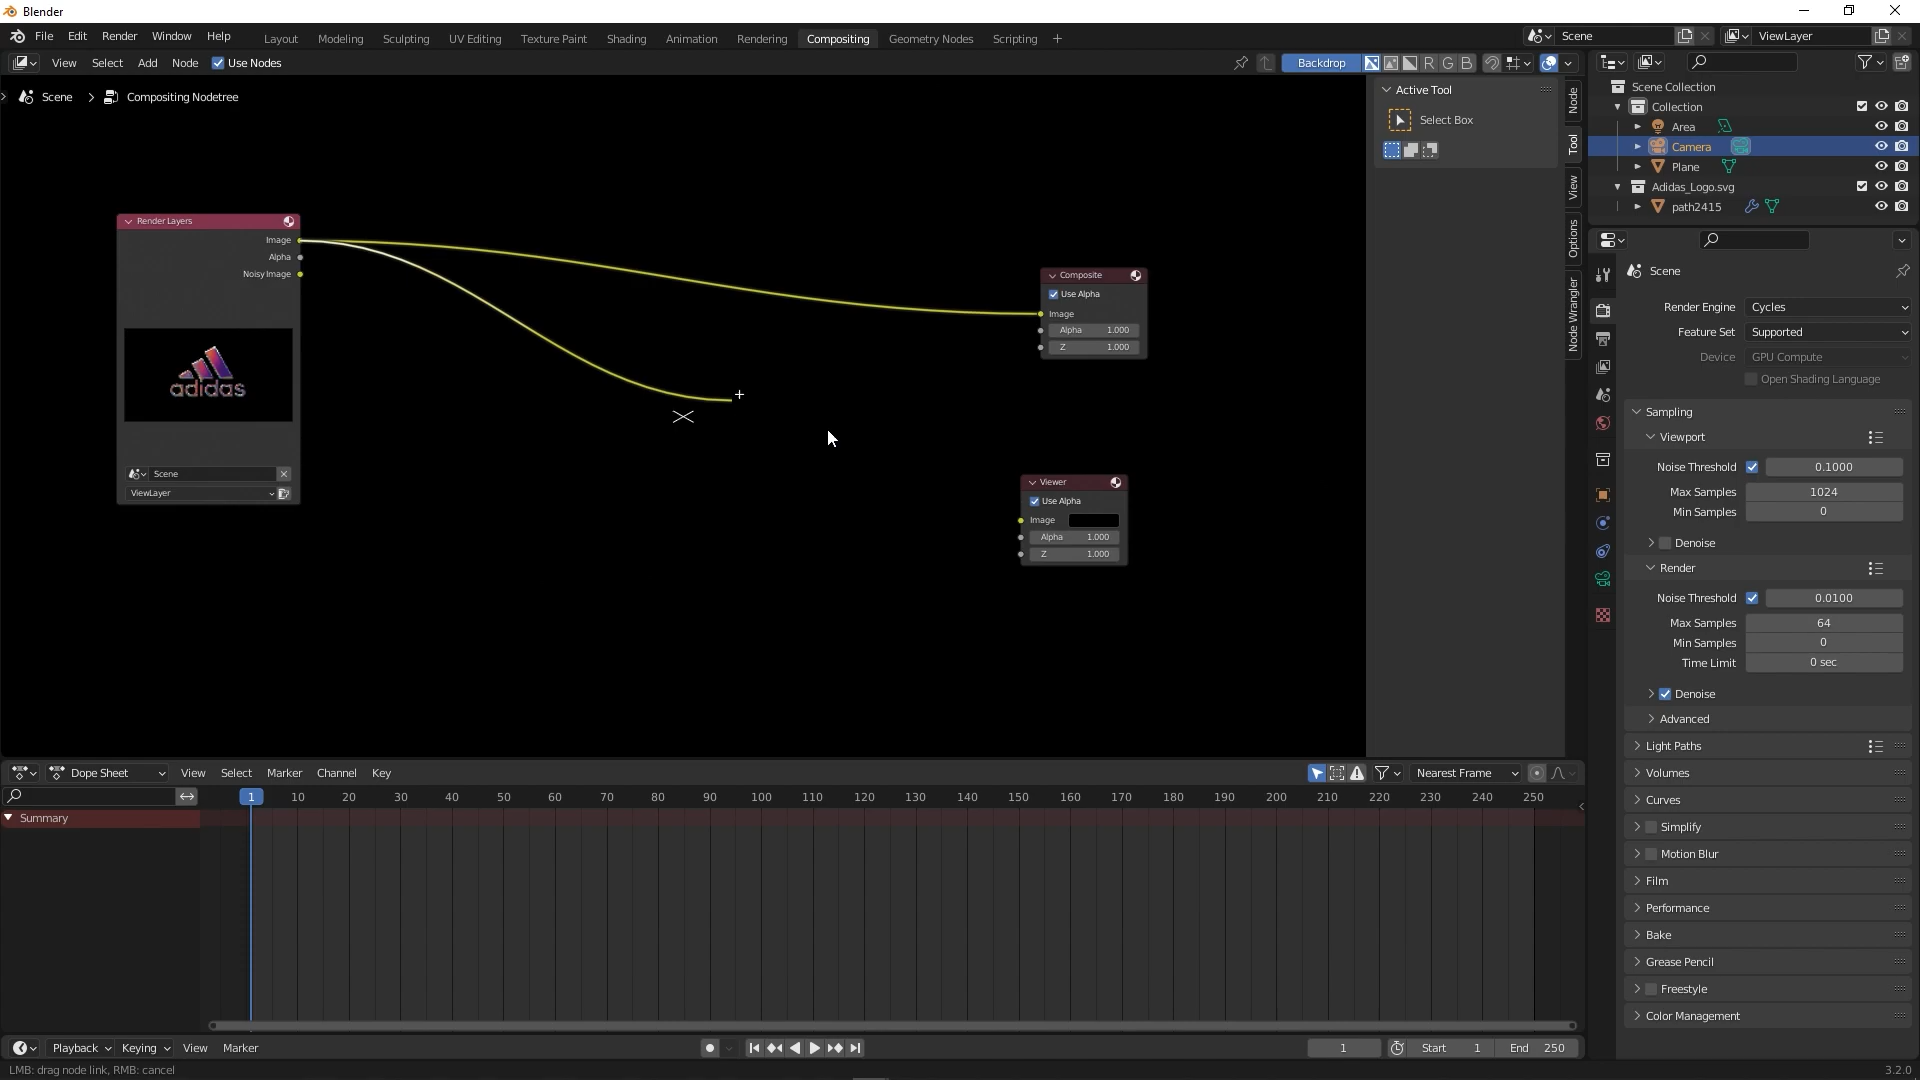 Blender
File Edit Render Window Help Layout Modeling Sculpting UV Editing Texture Paint Shading Animation Rendering Compositing Geometry Nodes Scripting + Scene ViewLayer
View Select Add Node Use Nodes Backdrop R G B
Scene > Compositing Nodetree
Active Tool
Select Box
Node
Tool
View
Options
Node Wrangler
Render Layers
Image
Alpha
Noisy Image
adidas
Scene
ViewLayer
Composite
Use Alpha
Image
Alpha 1.000
Z 1.000
Viewer
Use Alpha
Image
Alpha 1.000
Z 1.000
Scene Collection
Collection
Area
Camera
Plane
Adidas_Logo.svg
path2415
Scene
Render Engine Cycles
Feature Set Supported
Device GPU Compute
Open Shading Language
Sampling
Viewport
Noise Threshold 0.1000
Max Samples 1024
Min Samples 0
Denoise
Render
Noise Threshold 0.0100
Max Samples 64
Min Samples 0
Time Limit 0 sec
Denoise
Advanced
Light Paths
Volumes
Curves
Simplify
Motion Blur
Film
Performance
Bake
Grease Pencil
Freestyle
Color Management
Dope Sheet View Select Marker Channel Key Nearest Frame
1 10 20 30 40 50 60 70 80 90 100 110 120 130 140 150 160 170 180 190 200 210 220 230 240 250
Summary
Playback Keying View Marker 1 Start 1 End 250
LMB: drag node link, RMB: cancel 3.2.0